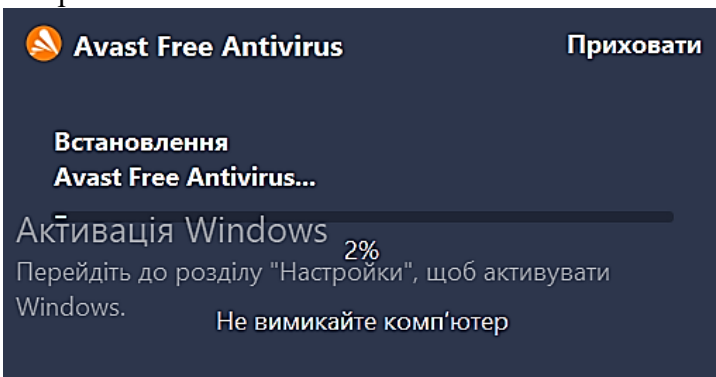 Avast Free Antivirus
Приховати
Встановлення
Avast Free Antivirus...
Активація Windows
2%
Перейдіть до розділу "Настройки", щоб активувати
Windows.
Не вимикайте комп'ютер